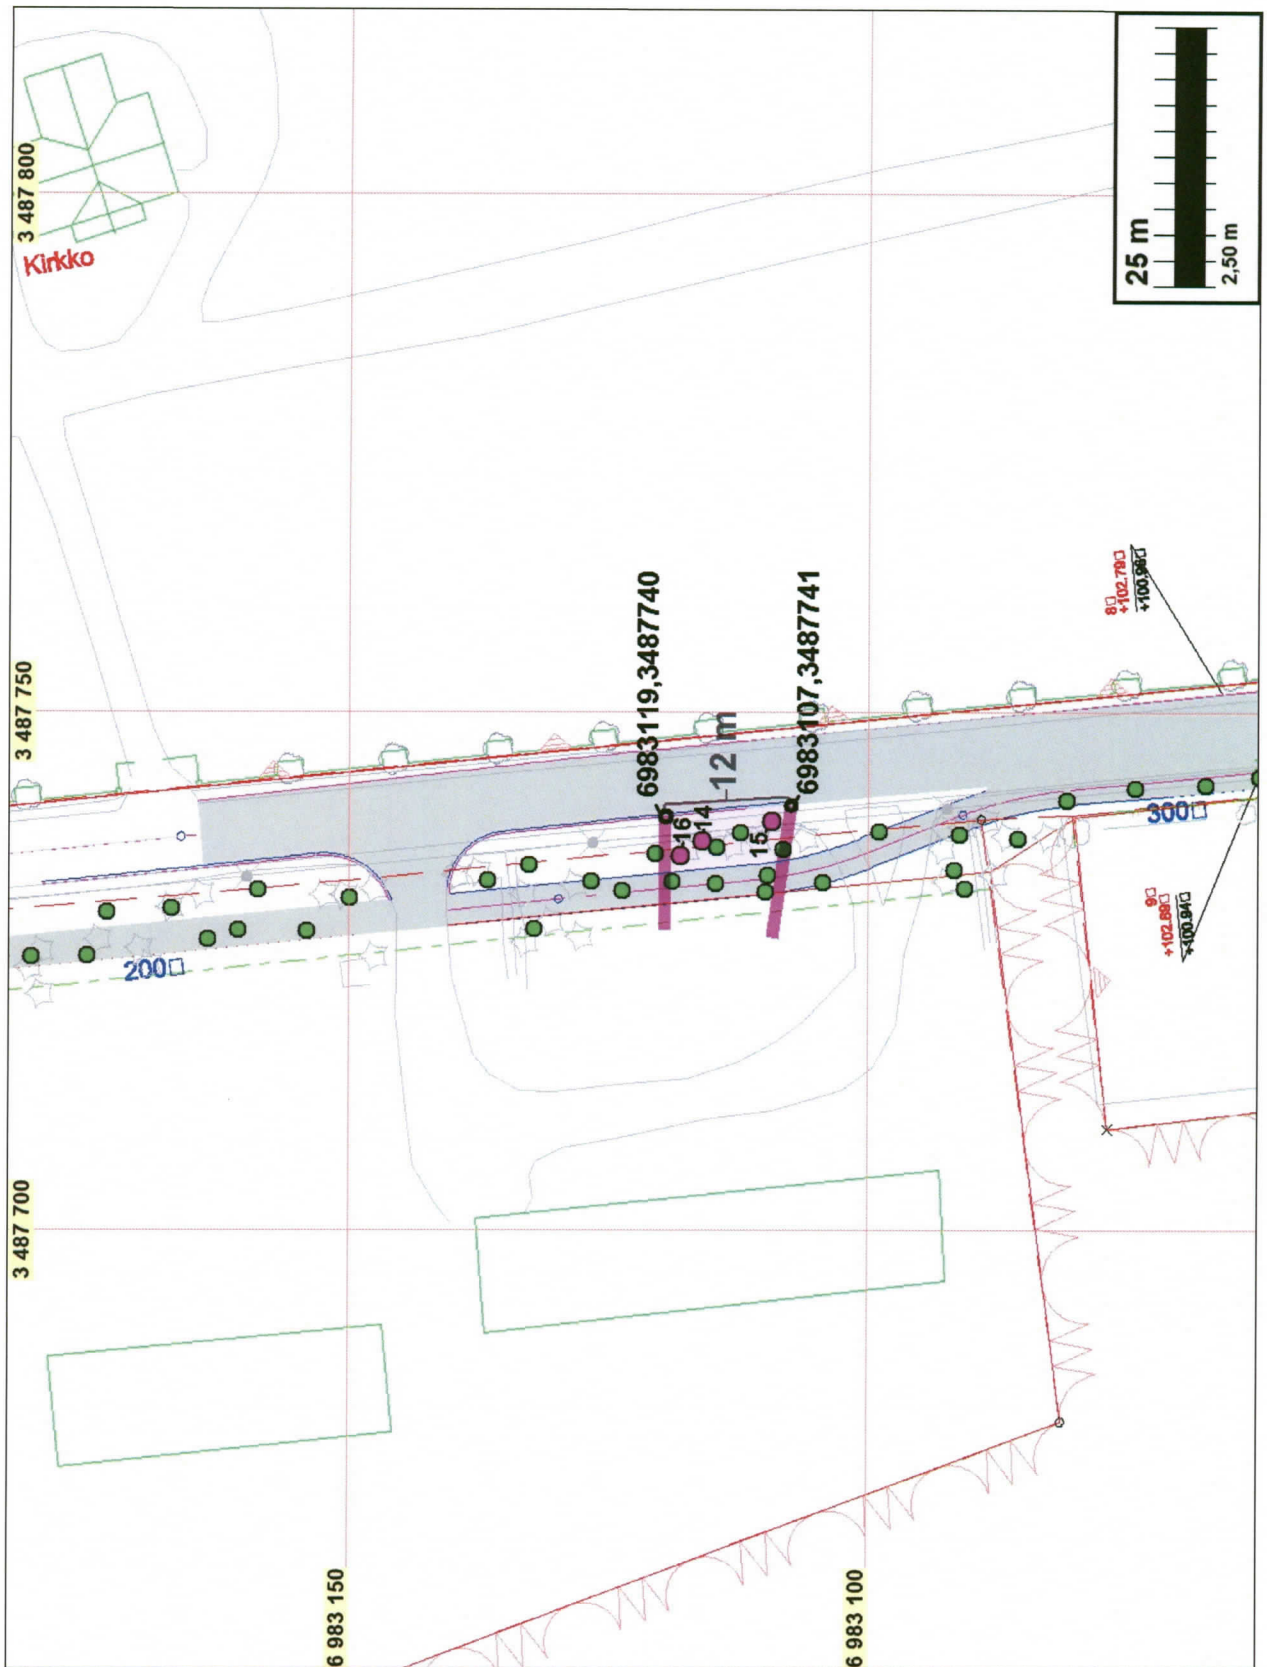 3 487 800
Kirkko
25 m
2,50 m
3 487 750
6983119,3487740
12 m
6983107,3487741
16
14
15
8□
+102.79□
+100.96□
300□
9□
+102.89□
+100.94□
200□
3 487 700
6 983 150
6 983 100